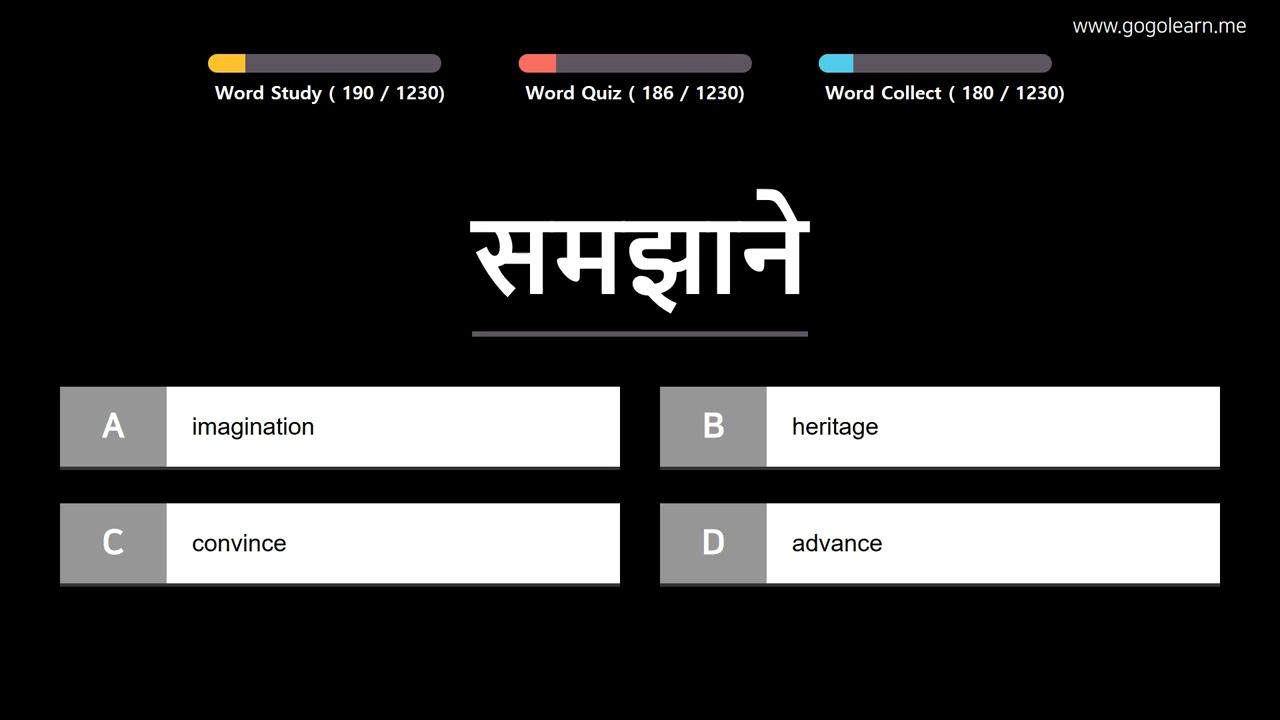 www.gogolearn.me
Word Study ( 190 / 1230)
Word Quiz ( 186 / 1230)
Word Collect ( 180 / 1230)
समझाने
A imagination
B heritage
C convince
D advance